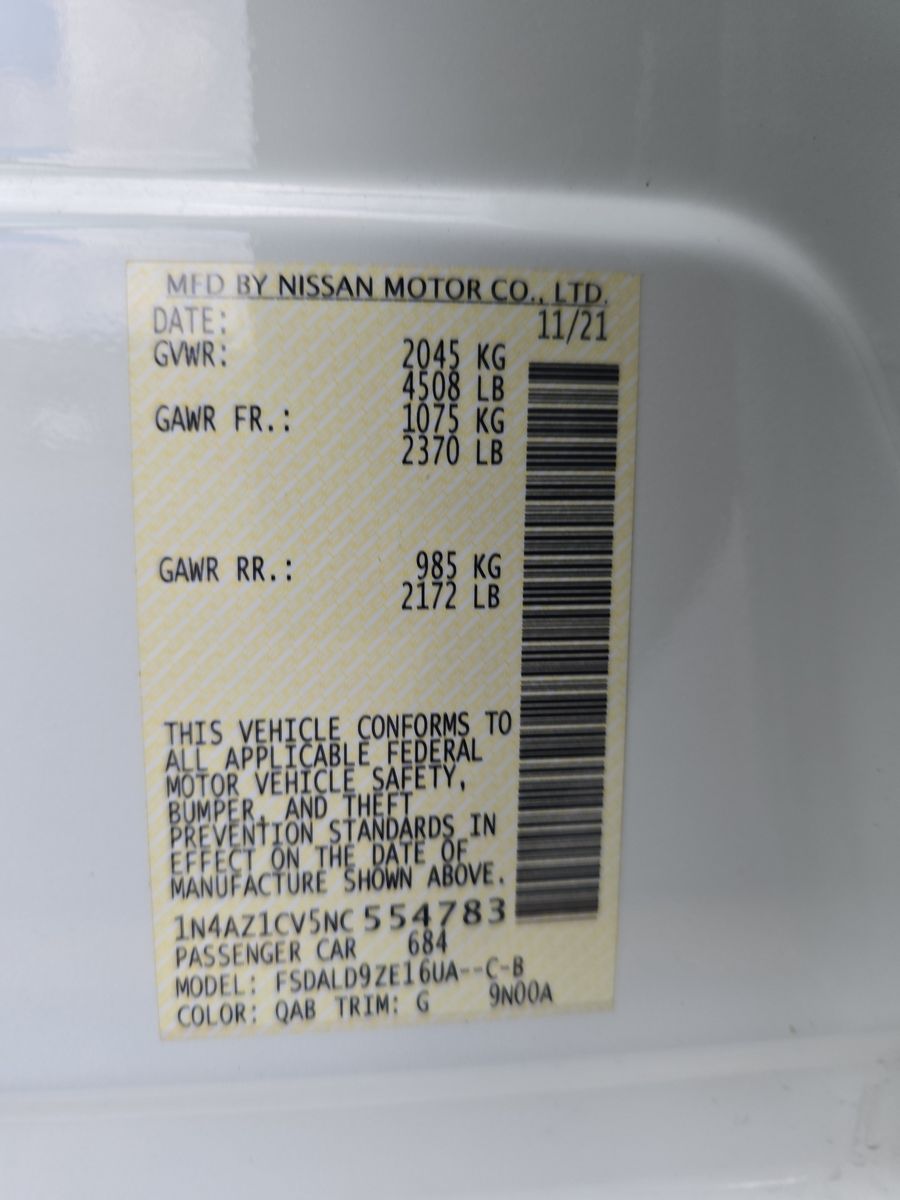 MFD BY NISSAN MOTOR CO., LTD.
DATE: 11/21
GVWR: 2045 KG
4508 LB
GAWR FR.: 1075 KG
2370 LB
GAWR RR.: 985 KG
2172 LB
THIS VEHICLE CONFORMS TO
ALL APPLICABLE FEDERAL
MOTOR VEHICLE SAFETY,
BUMPER, AND THEFT
PREVENTION STANDARDS IN
EFFECT ON THE DATE OF
MANUFACTURE SHOWN ABOVE.
1N4AZ1CV5NC554783
PASSENGER CAR 684
MODEL: FSDALD9ZE16UA--C-B
COLOR: QAB TRIM: G 9N00A